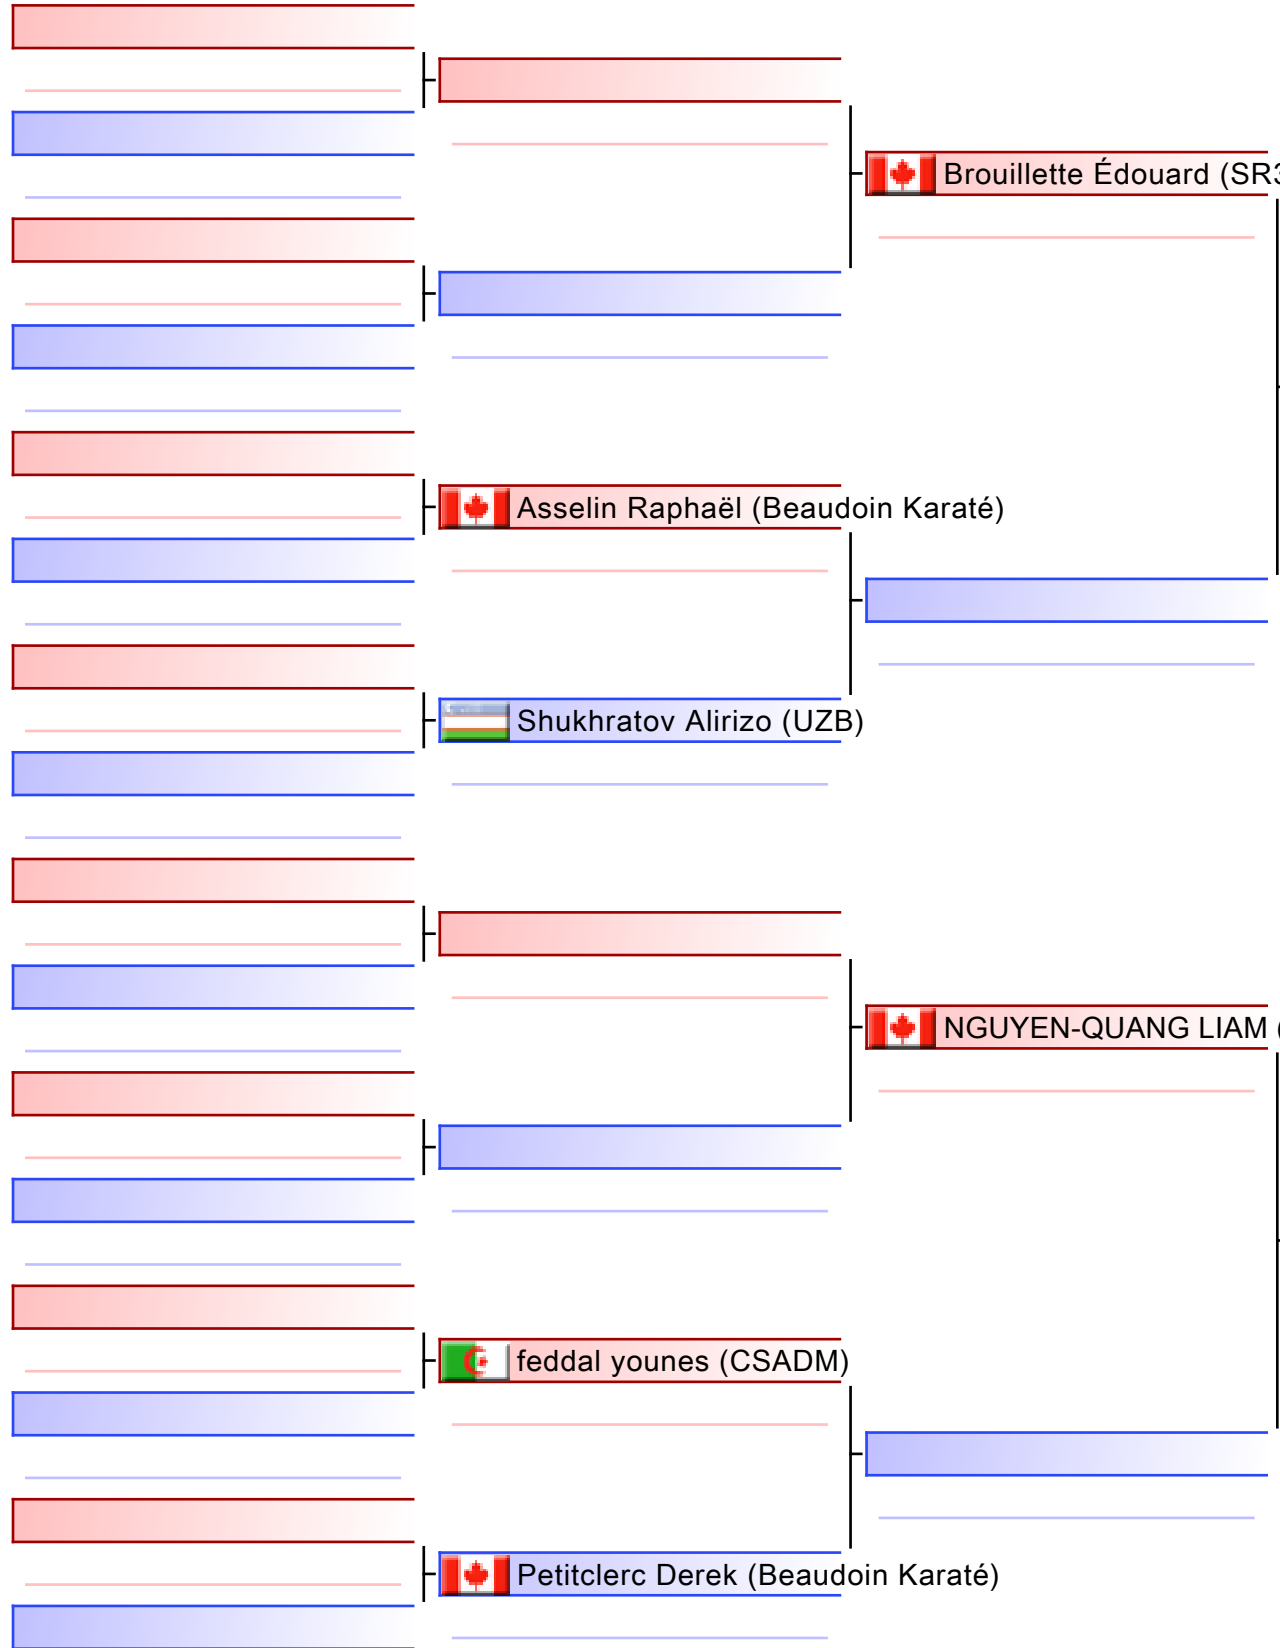 Brouillette Édouard (SR3
Asselin Raphaël (Beaudoin Karaté)
Shukhratov Alirizo (UZB)
NGUYEN-QUANG LIAM (
feddal younes (CSADM)
Petitclerc Derek (Beaudoin Karaté)